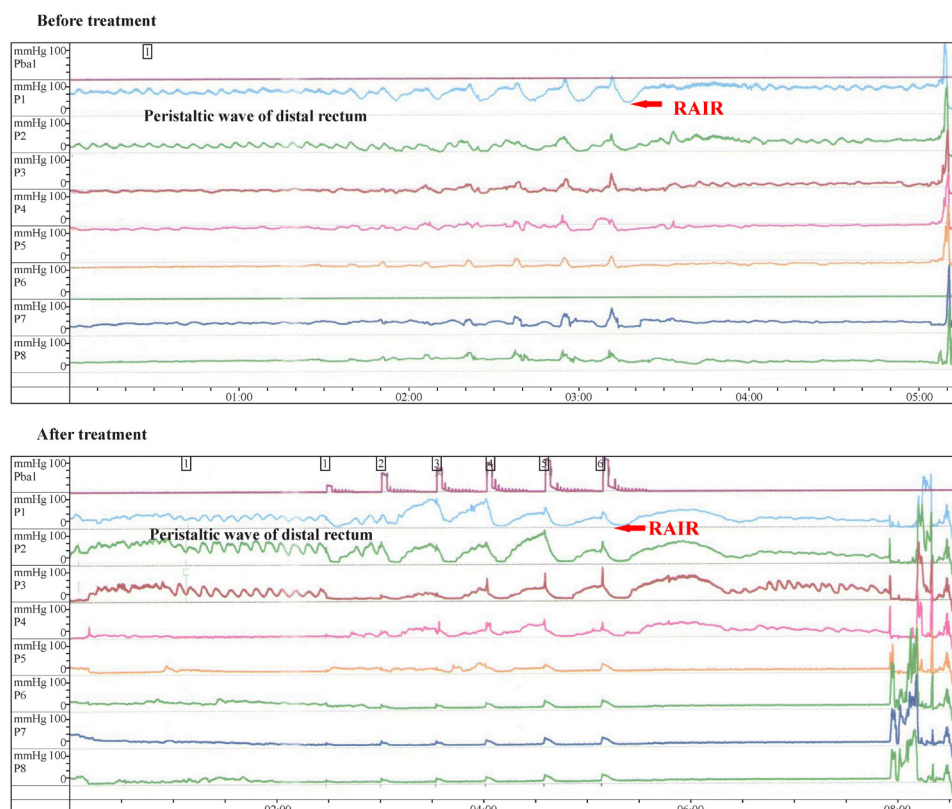 Before treatment
mmHg 100
Pbal
1
mmHg 100
P1
0
Peristaltic wave of distal rectum
RAIR
mmHg 100
P2
0
mmHg 100
P3
0
mmHg 100
P4
0
mmHg 100
P5
0
mmHg 100
P6
0
mmHg 100
P7
0
mmHg 100
P8
0
01:00 02:00 03:00 04:00 05:00
After treatment
mmHg 100
Pbal
1 1 2 3 4 5 6
mmHg 100
P1
0
Peristaltic wave of distal rectum
RAIR
mmHg 100
P2
0
mmHg 100
P3
0
mmHg 100
P4
0
mmHg 100
P5
0
mmHg 100
P6
0
mmHg 100
P7
0
mmHg 100
P8
0
02:00 04:00 06:00 08:00